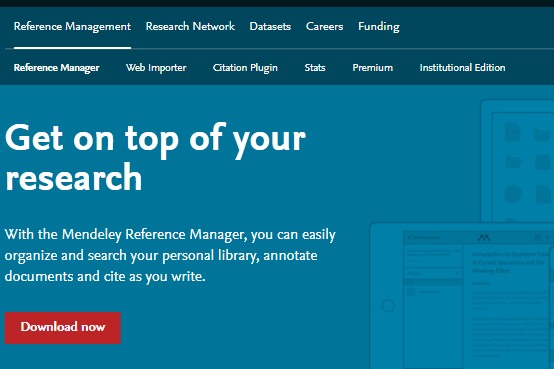 Reference Management Research Network Datasets Careers Funding
Reference Manager Web Importer Citation Plugin Stats Premium Institutional Edition
Get on top of your
research
With the Mendeley Reference Manager, you can easily
organize and search your personal library, annotate
documents and cite as you write.
Download now